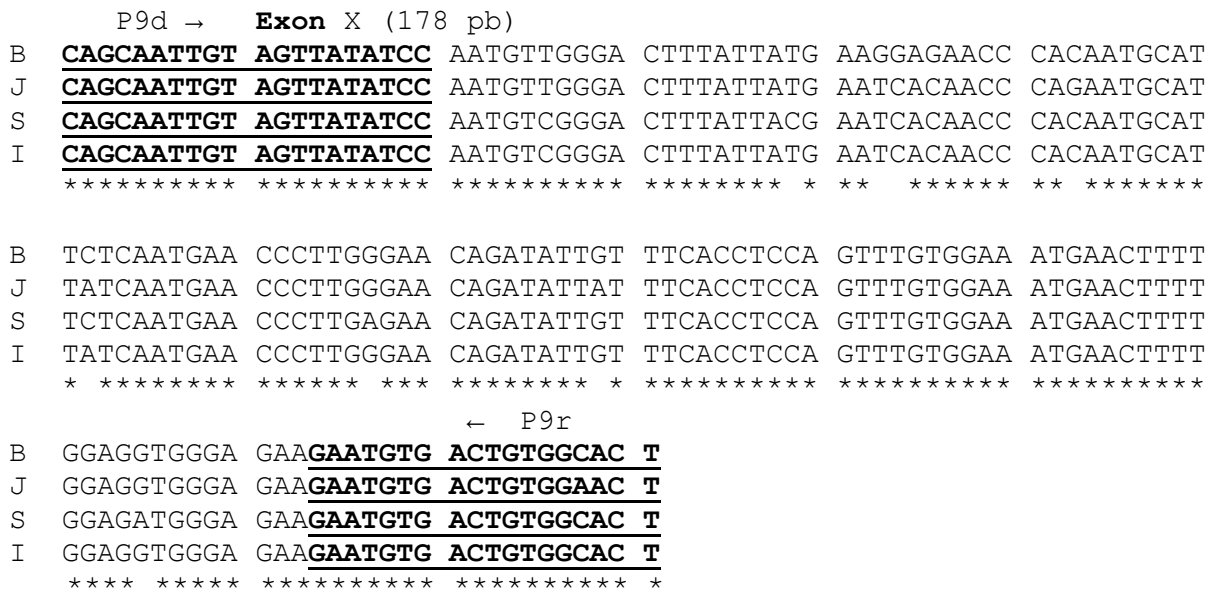 P9d → Exon X (178 pb)
B CAGCAATTGT AGTTATATCC AATGTTGGGA CTTTATTATG AAGGAGAACC CACAATGCAT
J CAGCAATTGT AGTTATATCC AATGTTGGGA CTTTATTATG AATCACAACC CAGAATGCAT
S CAGCAATTGT AGTTATATCC AATGTCGGGA CTTTATTACG AATCACAACC CACAATGCAT
I CAGCAATTGT AGTTATATCC AATGTCGGGA CTTTATTATG AATCACAACC CACAATGCAT
********** ********** ********** ******** * ** ****** ** *******
B TCTCAATGAA CCCTTGGGAA CAGATATTGT TTCACCTCCA GTTTGTGGAA ATGAACTTTT
J TATCAATGAA CCCTTGGGAA CAGATATTAT TTCACCTCCA GTTTGTGGAA ATGAACTTTT
S TCTCAATGAA CCCTTGAGAA CAGATATTGT TTCACCTCCA GTTTGTGGAA ATGAACTTTT
I TATCAATGAA CCCTTGGGAA CAGATATTGT TTCACCTCCA GTTTGTGGAA ATGAACTTTT
* ******** ****** *** ******** * ********** ********** **********
← P9r
B GGAGGTGGGA GAAGAATGTG ACTGTGGCAC T
J GGAGGTGGGA GAAGAATGTG ACTGTGGAAC T
S GGAGATGGGA GAAGAATGTG ACTGTGGCAC T
I GGAGGTGGGA GAAGAATGTG ACTGTGGCAC T
**** ***** ********** ********** *